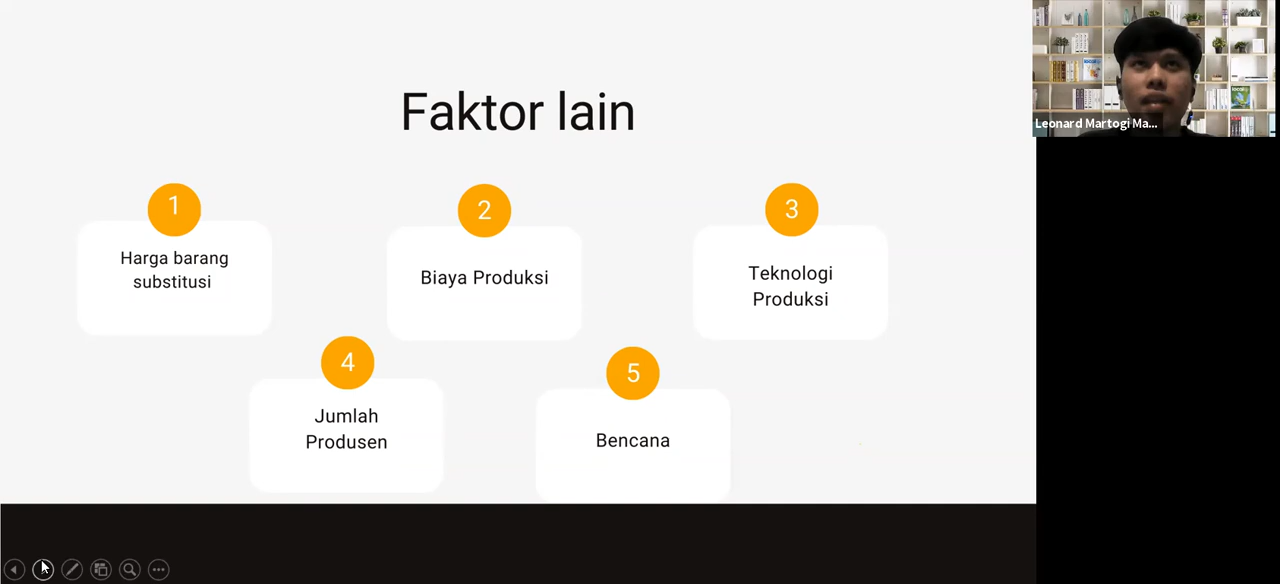 Faktor lain
1
Harga barang
substitusi
2
Biaya Produksi
3
Teknologi
Produksi
4
Jumlah
Produsen
5
Bencana
Leonard Martogi Ma...